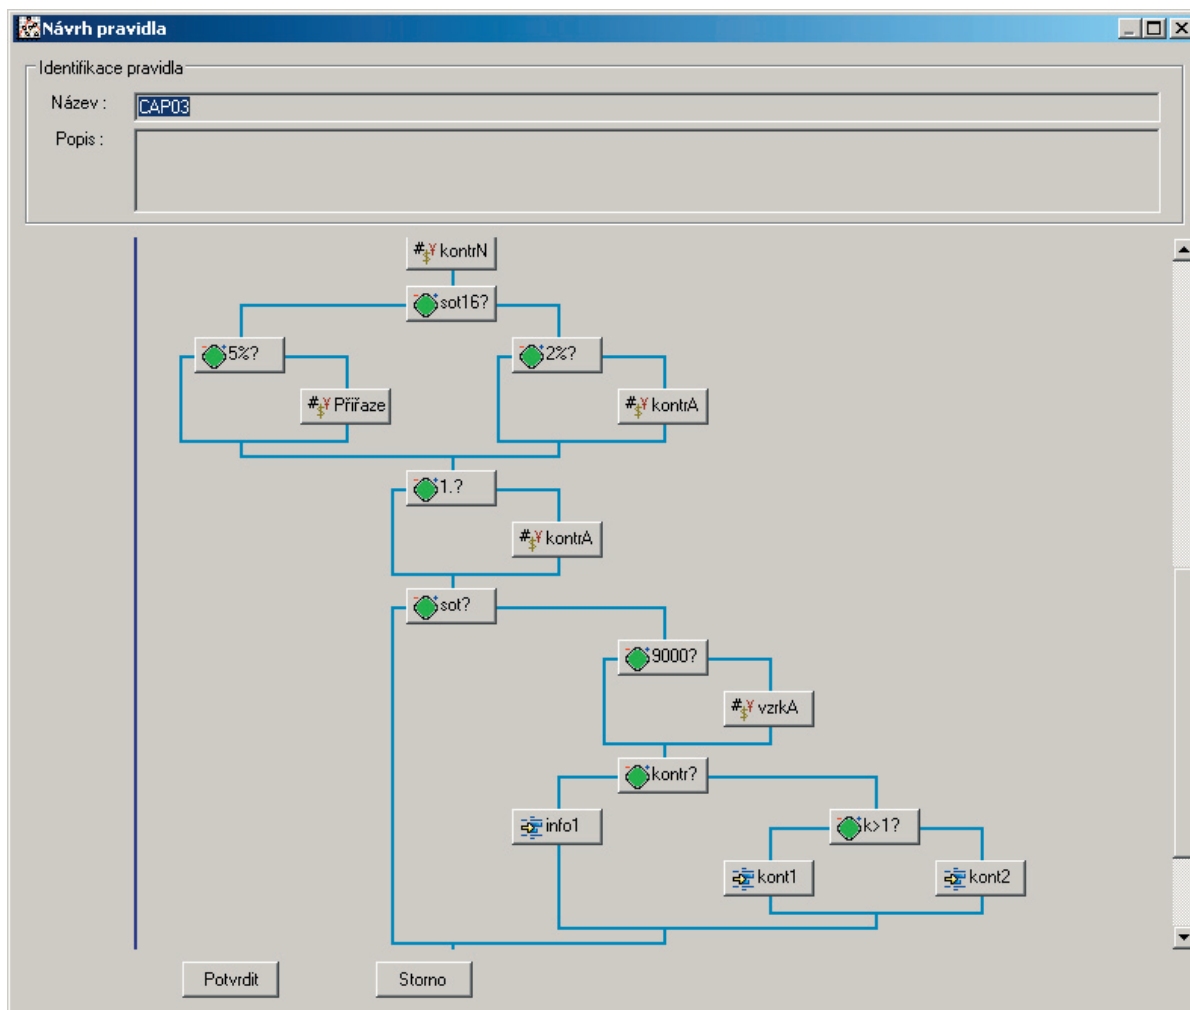 Návrh pravidla
Identifikace pravidla
Název :
CAP03
Popis :
kontrN
sot16?
5%?
2%?
Přiřaze
kontrA
1.?
kontrA
sot?
9000?
vzrkA
kontr?
info1
k>1?
kont1
kont2
Potvrdit
Storno